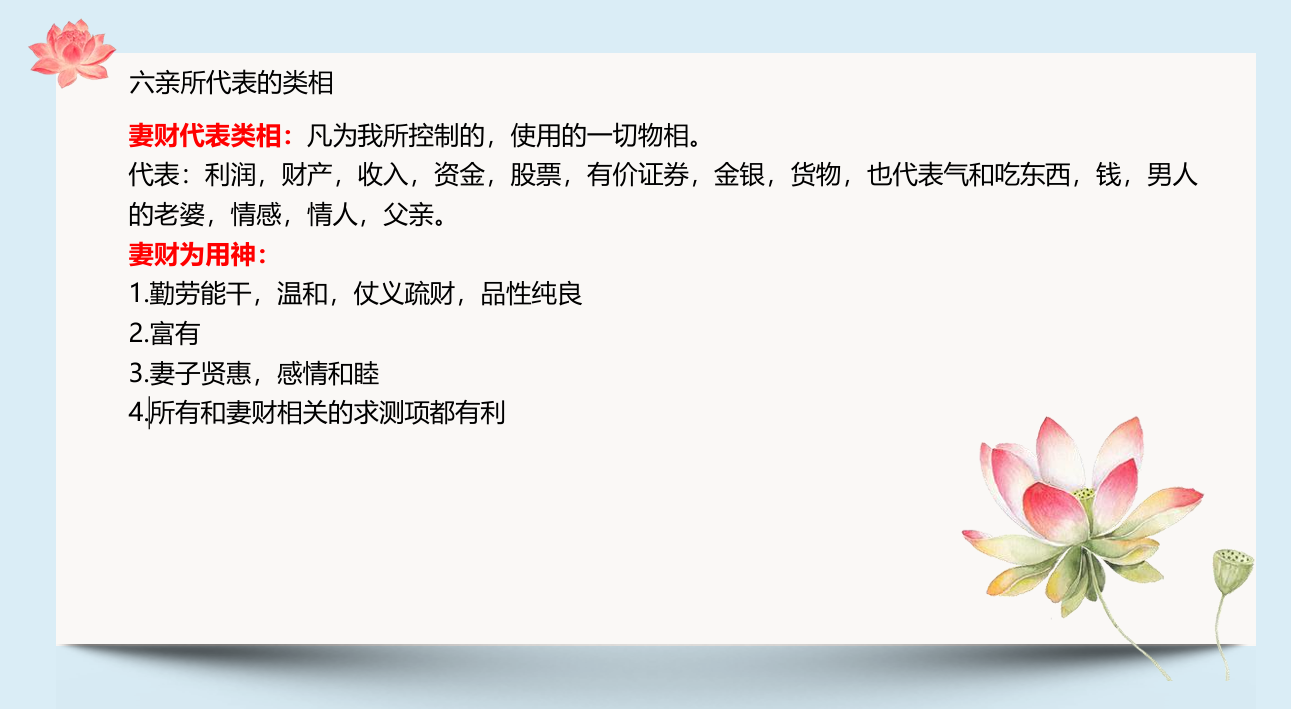 六亲所代表的类相
妻财代表类相：凡为我所控制的，使用的一切物相。
代表：利润，财产，收入，资金，股票，有价证券，金银，货物，也代表气和吃东西，钱，男人
的老婆，情感，情人，父亲。
妻财为用神：
1.勤劳能干，温和，仗义疏财，品性纯良
2.富有
3.妻子贤惠，感情和睦
4.所有和妻财相关的求测项都有利